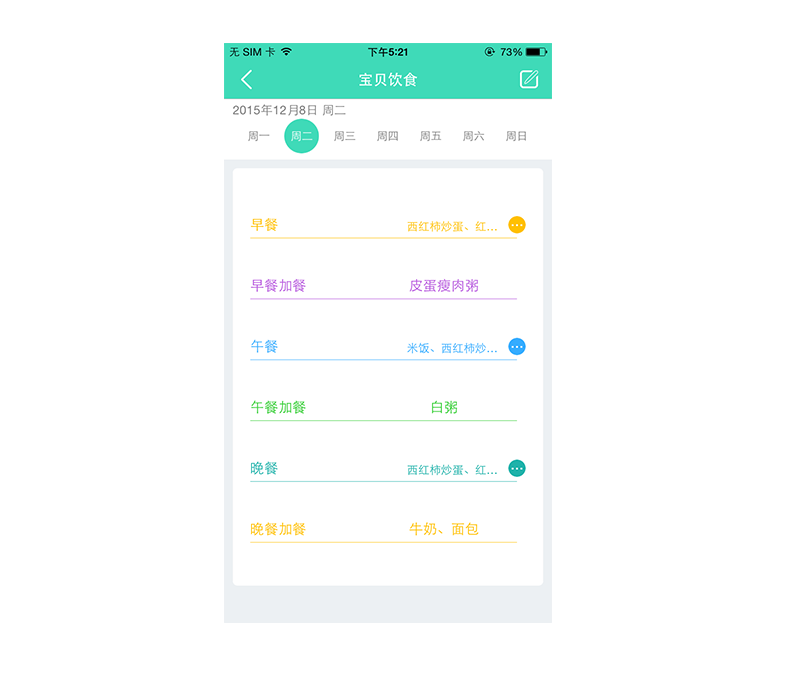 无 SIM 卡 下午5:21 73%
宝贝饮食
2015年12月8日 周二
周一 周二 周三 周四 周五 周六 周日
早餐 西红柿炒蛋、红...
早餐加餐 皮蛋瘦肉粥
午餐 米饭、西红柿炒...
午餐加餐 白粥
晚餐 西红柿炒蛋、红...
晚餐加餐 牛奶、面包